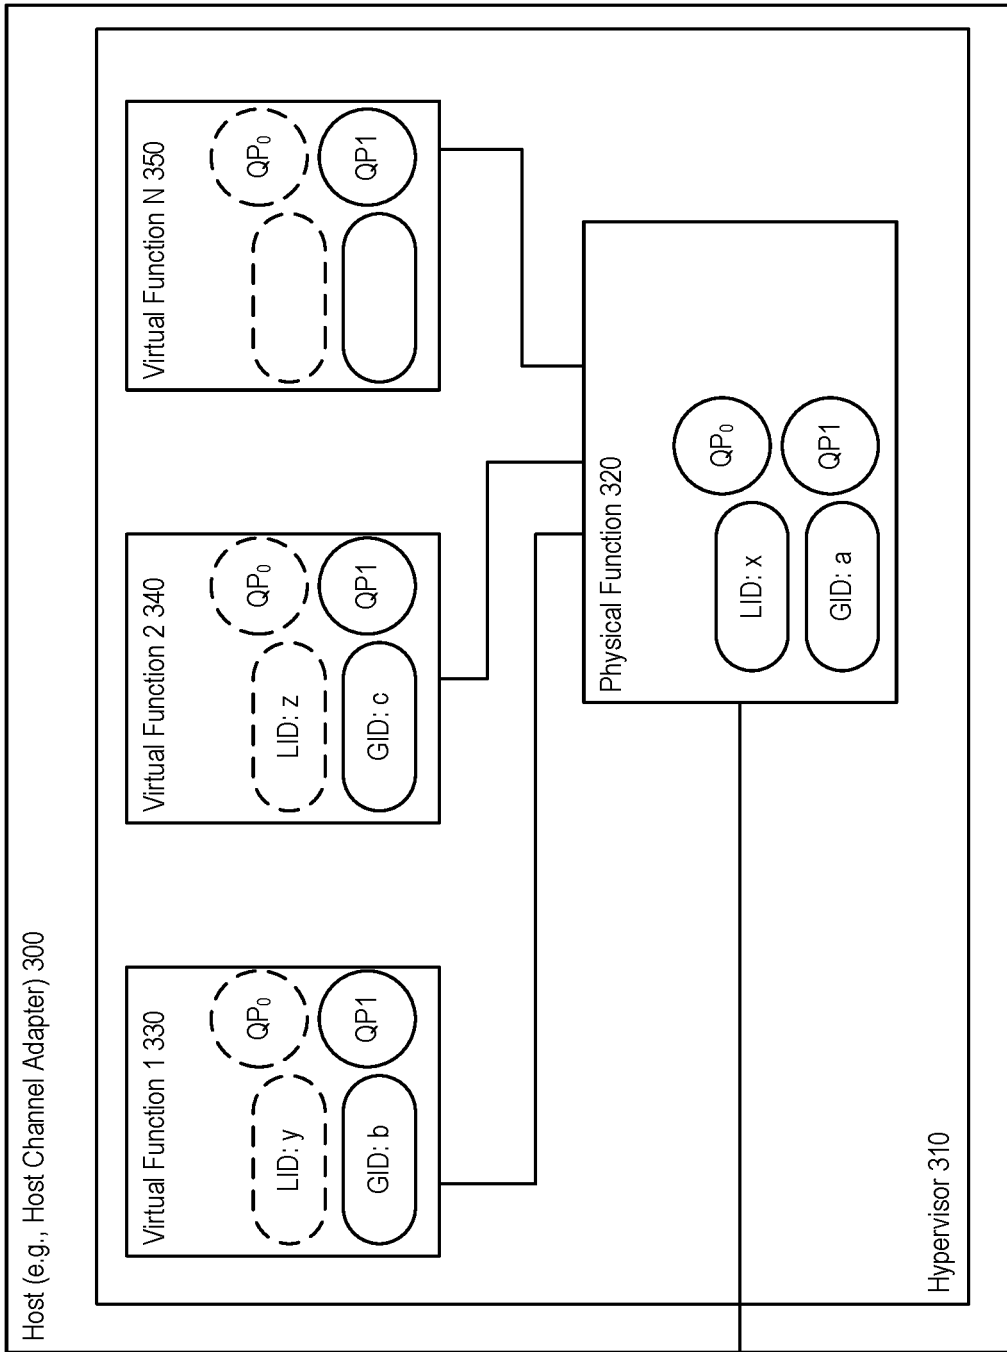 Host (e.g., Host Channel Adapter) 300
Virtual Function 1 330
LID: y
QP₀
GID: b
QP1
Virtual Function 2 340
LID: z
QP₀
GID: c
QP1
Virtual Function N 350
QP₀
QP1
Physical Function 320
LID: x
QP₀
GID: a
QP1
Hypervisor 310